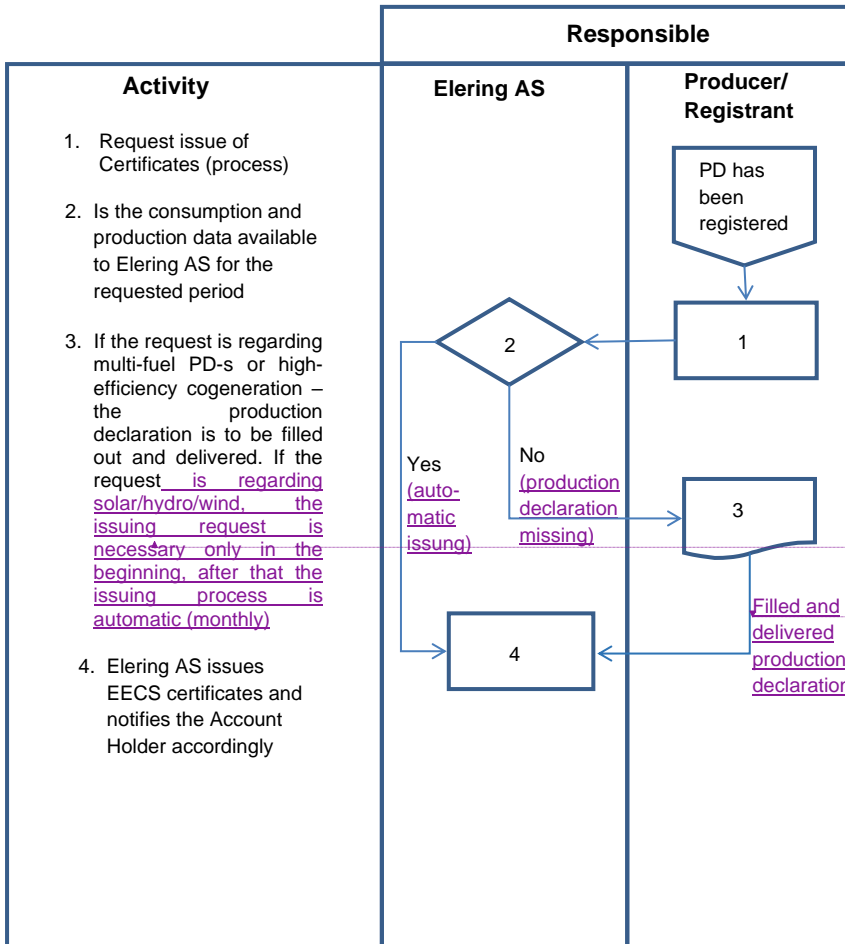 Responsible
Activity
Elering AS
Producer/
Registrant
1. Request issue of
Certificates (process)
2. Is the consumption and
production data available
to Elering AS for the
requested period
3. If the request is regarding
multi-fuel PD-s or high-
efficiency cogeneration –
the production
declaration is to be filled
out and delivered. If the
request is regarding
solar/hydro/wind, the
issuing request is
necessary only in the
beginning, after that the
issuing process is
automatic (monthly)
4. Elering AS issues
EECS certificates and
notifies the Account
Holder accordingly
PD has
been
registered
1
2
Yes
(auto-
matic
issung)
No
(production
declaration
missing)
3
4
Filled and
delivered
production
declaration